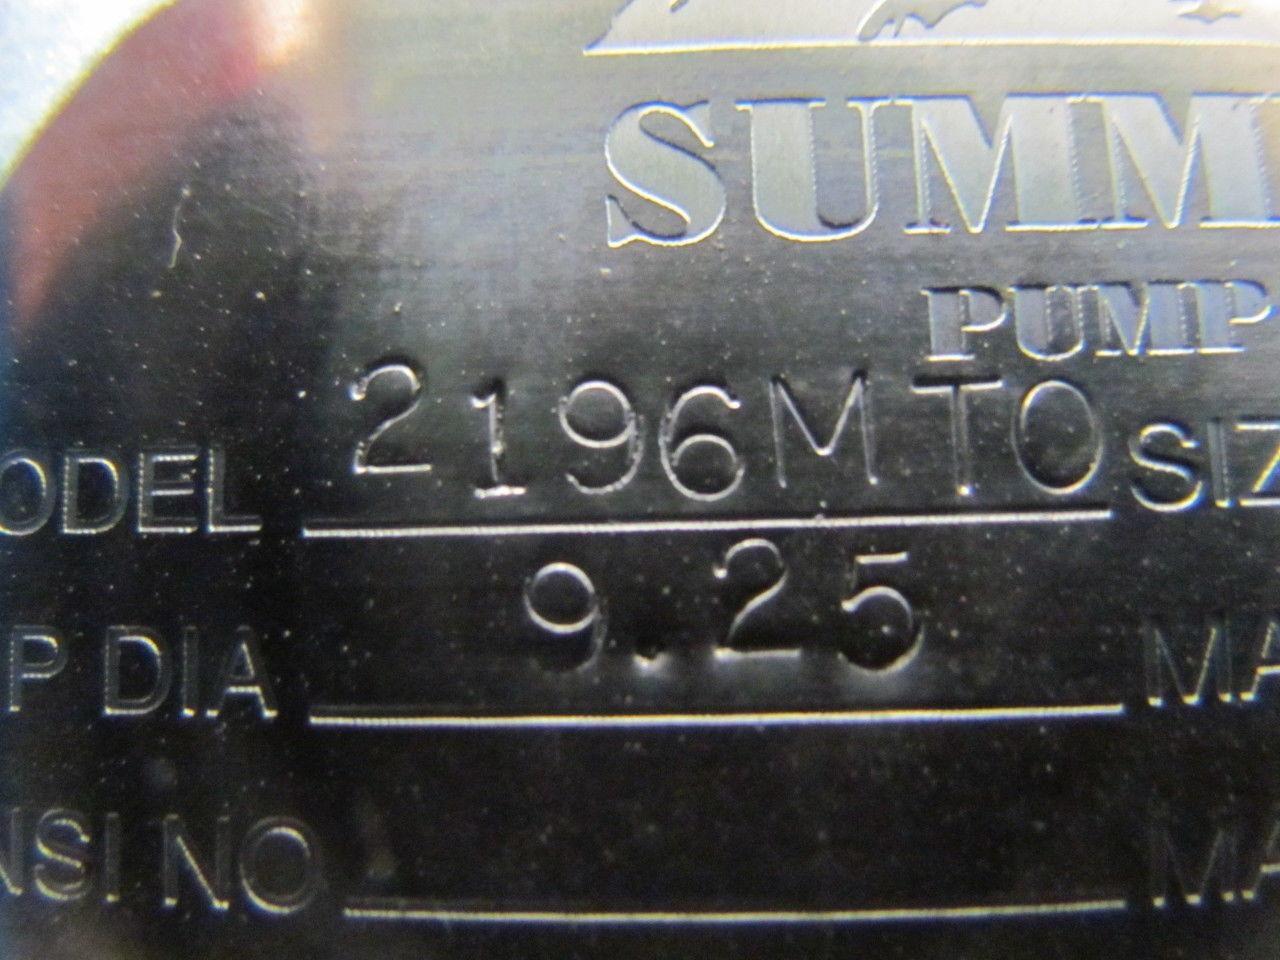 SUMM
PUMP
ODEL 2196MTO SIZ
P DIA 9.25 MA
NSI NO MA